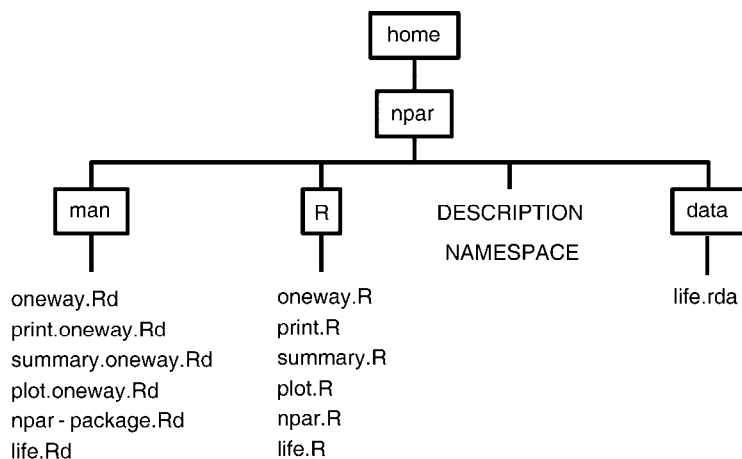 home
npar
man
R
DESCRIPTION
NAMESPACE
data
oneway.Rd
print.oneway.Rd
summary.oneway.Rd
plot.oneway.Rd
npar - package.Rd
life.Rd
oneway.R
print.R
summary.R
plot.R
npar.R
life.R
life.rda